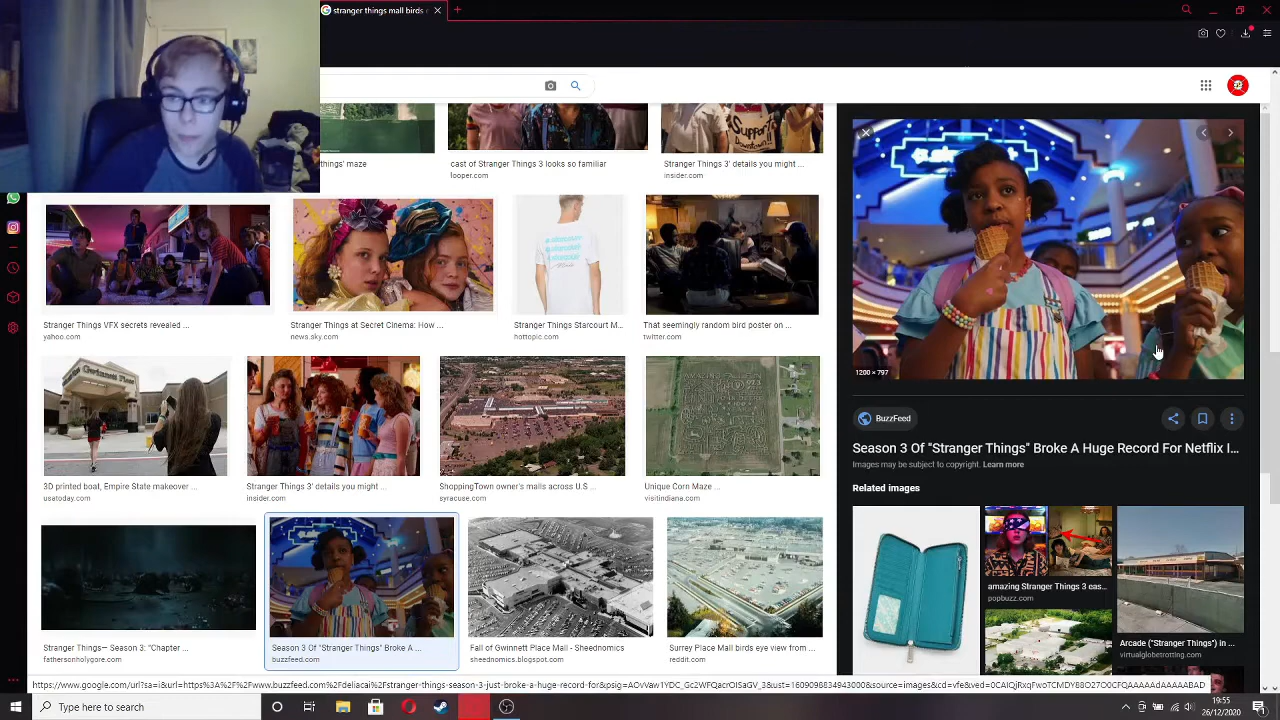 stranger things mall birds e
things' maze
cast of Stranger Things 3 looks so familiar
looper.com
Support
Downtown!!
Stranger Things 3' details you might ...
insider.com
Stranger Things VFX secrets revealed ...
yahoo.com
Stranger Things at Secret Cinema: How ...
news.sky.com
Stranger Things Starcourt M...
hottopic.com
That seemingly random bird poster on ...
twitter.com
1200 × 797
BuzzFeed
Season 3 Of "Stranger Things" Broke A Huge Record For Netflix I...
Images may be subject to copyright. Learn more
Related images
3D printed boat, Empire State makeover ...
usatoday.com
Stranger Things 3' details you might ...
insider.com
ShoppingTown owner's malls across U.S ...
syracuse.com
Unique Corn Maze ...
visitindiana.com
amazing Stranger Things 3 eas...
popbuzz.com
Arcade ("Stranger Things") in ...
virtualglobetrotting.com
Stranger Things— Season 3: "Chapter ...
fathersonholygore.com
Season 3 Of "Stranger Things" Broke A ...
buzzfeed.com
Fall of Gwinnett Place Mall - Sheednomics
sheednomics.blogspot.com
Surrey Place Mall birds eye view from ...
reddit.com
Type here to search
19:55
26/12/2020